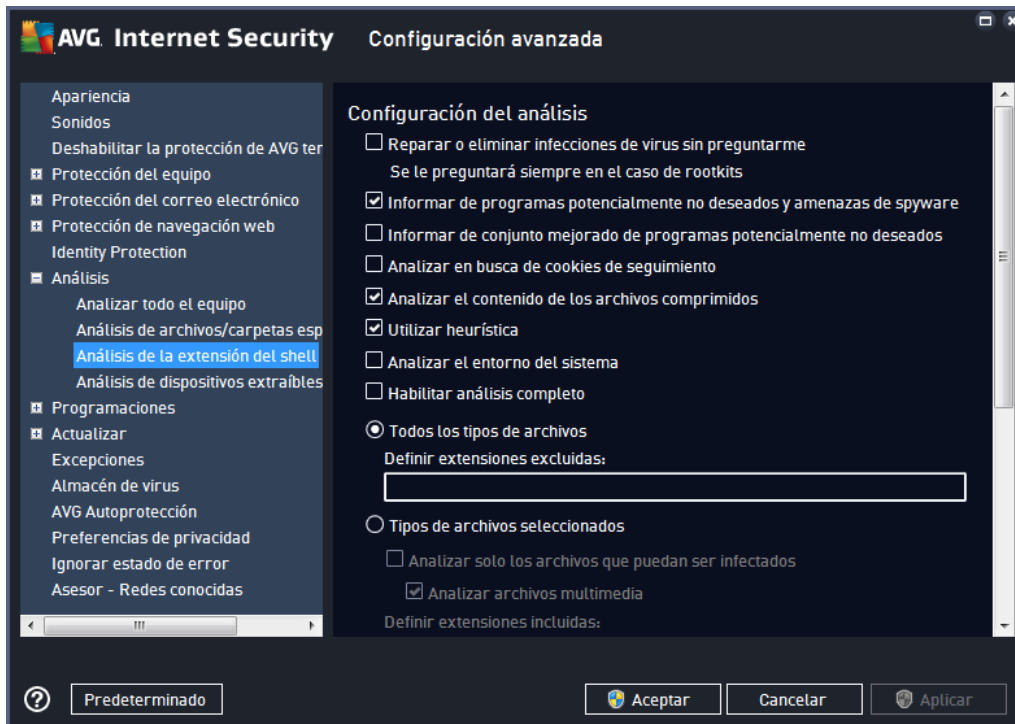 AVG. Internet Security Configuración avanzada
Apariencia
Sonidos
Deshabilitar la protección de AVG ter
Protección del equipo
Protección del correo electrónico
Protección de navegación web
Identity Protection
Análisis
Analizar todo el equipo
Análisis de archivos/carpetas esp
Análisis de la extensión del shell
Análisis de dispositivos extraíbles
Programaciones
Actualizar
Excepciones
Almacén de virus
AVG Autoprotección
Preferencias de privacidad
Ignorar estado de error
Asesor - Redes conocidas
Configuración del análisis
Reparar o eliminar infecciones de virus sin preguntarme
Se le preguntará siempre en el caso de rootkits
Informar de programas potencialmente no deseados y amenazas de spyware
Informar de conjunto mejorado de programas potencialmente no deseados
Analizar en busca de cookies de seguimiento
Analizar el contenido de los archivos comprimidos
Utilizar heurística
Analizar el entorno del sistema
Habilitar análisis completo
Todos los tipos de archivos
Definir extensiones excluidas:
Tipos de archivos seleccionados
Analizar solo los archivos que puedan ser infectados
Analizar archivos multimedia
Definir extensiones incluidas:
? Predeterminado Aceptar Cancelar Aplicar